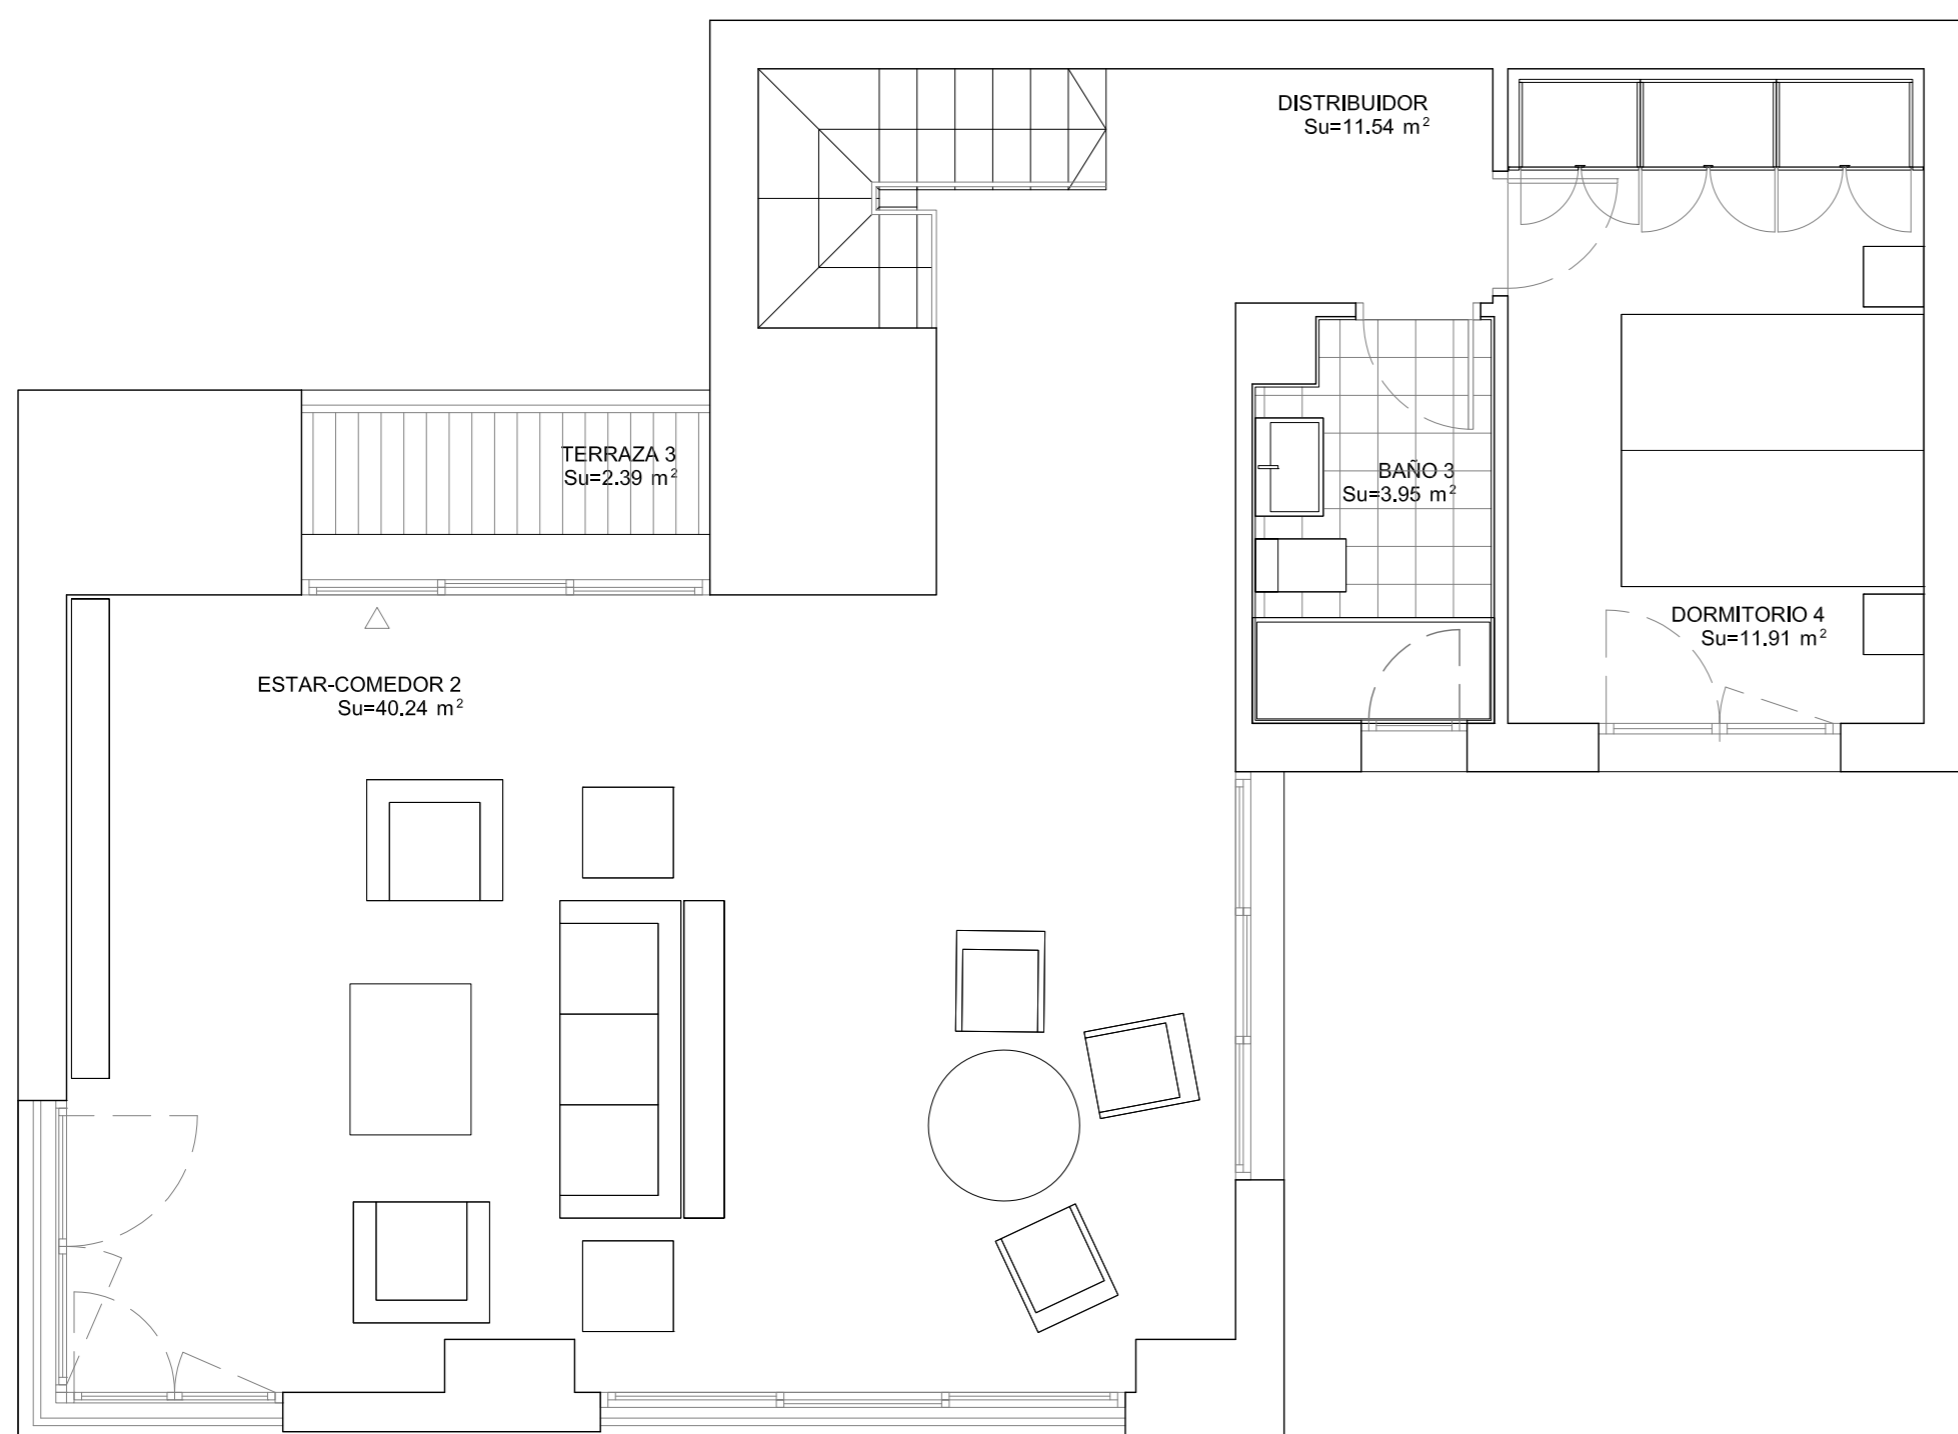 DISTRIBUIDOR
Su=11.54 m²
TERRAZA 3
Su=2.39 m²
BAÑO 3
Su=3.95 m²
DORMITORIO 4
Su=11.91 m²
ESTAR-COMEDOR 2
Su=40.24 m²